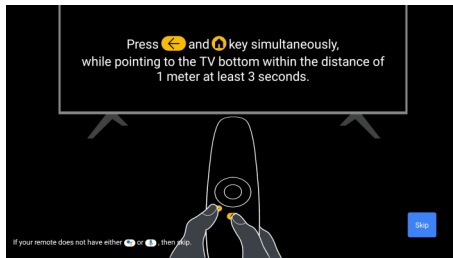 Press and key simultaneously,
while pointing to the TV bottom within the distance of
1 meter at least 3 seconds.
Skip
If your remote does not have either or , then skip.